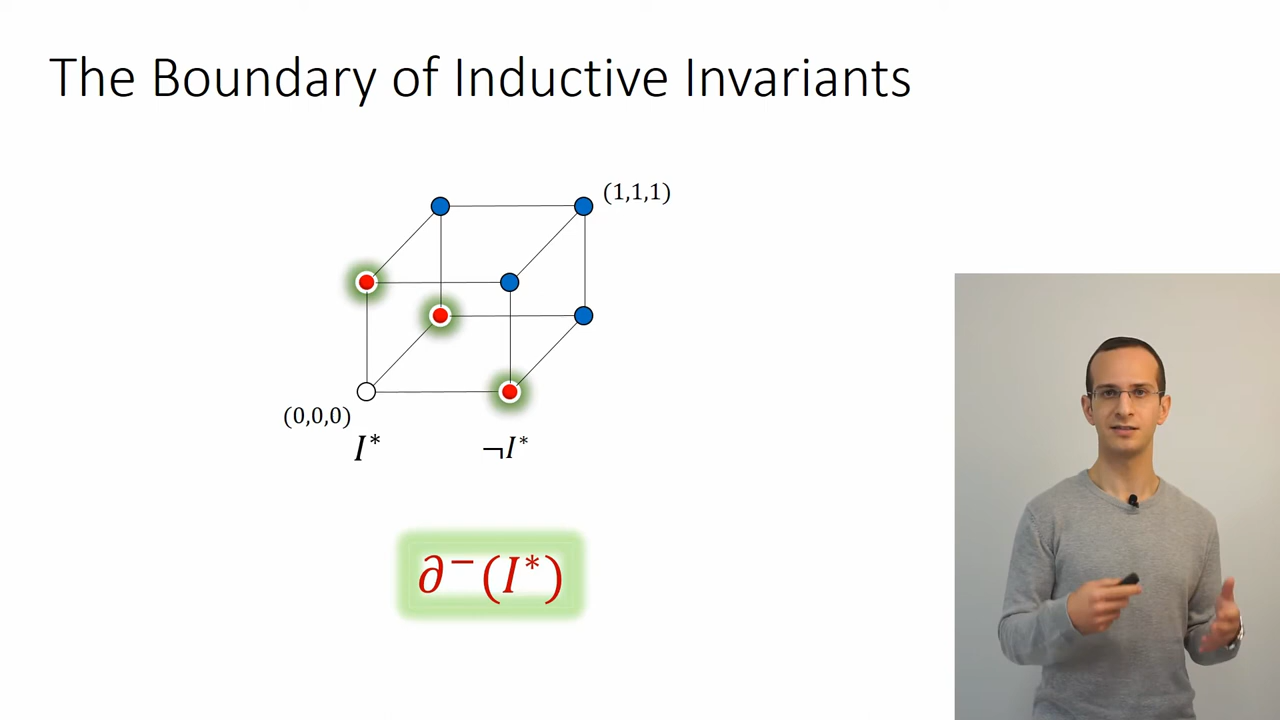 The Boundary of Inductive Invariants
(1,1,1)
(0,0,0)
I* ¬I*
∂⁻(I*)